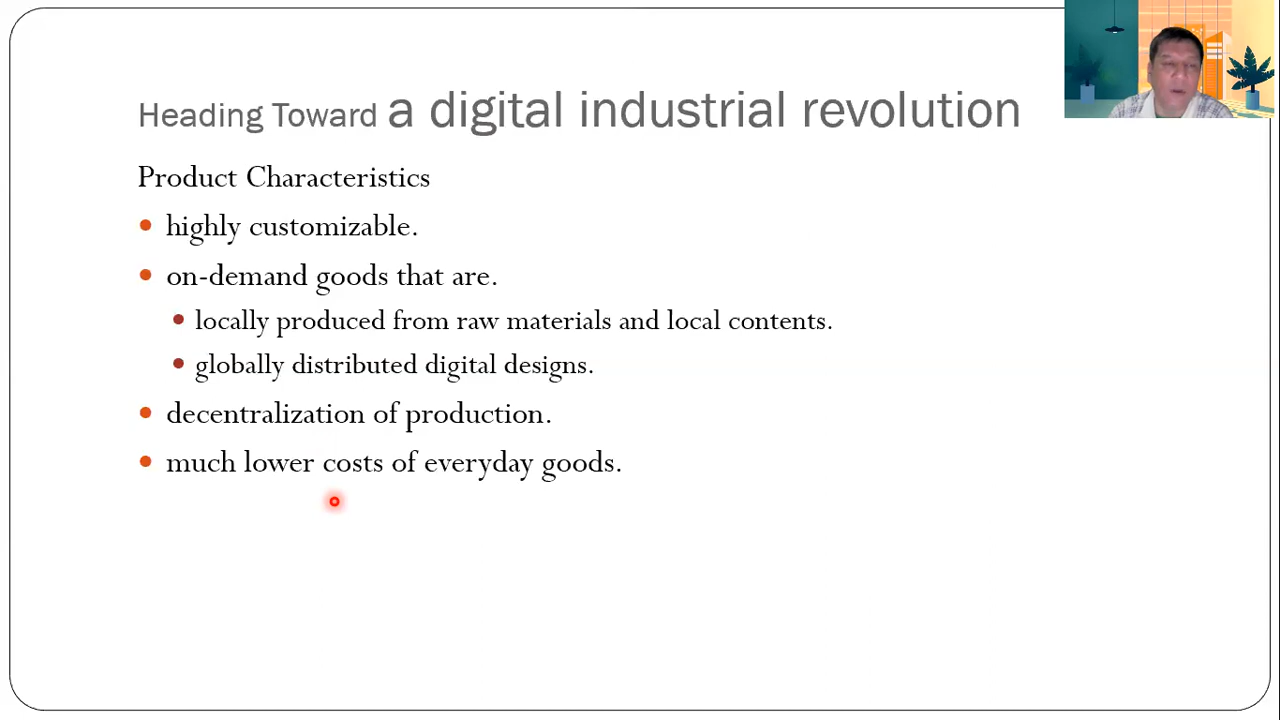 Heading Toward a digital industrial revolution
Product Characteristics
highly customizable.
on-demand goods that are.
locally produced from raw materials and local contents.
globally distributed digital designs.
decentralization of production.
much lower costs of everyday goods.